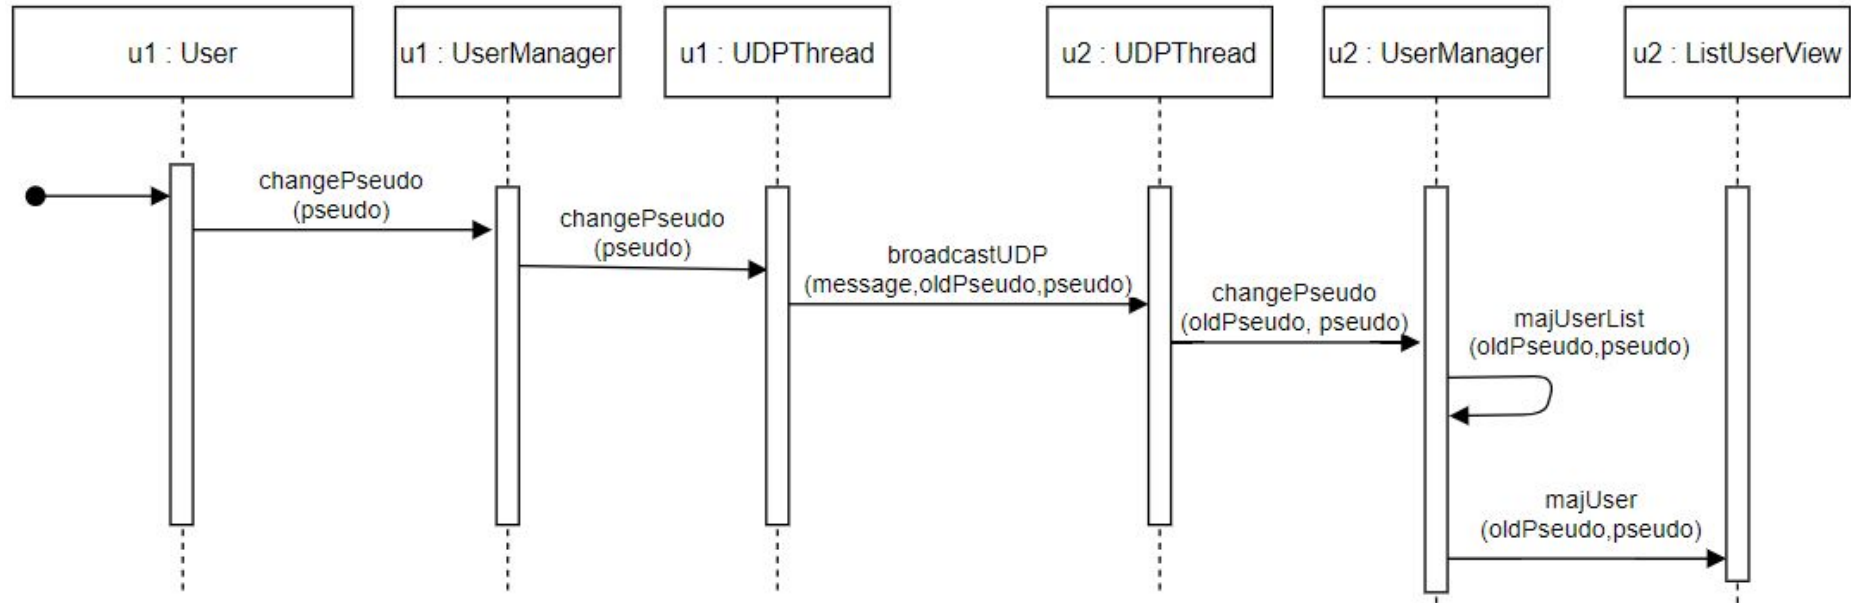 u1 : User
u1 : UserManager
u1 : UDPThread
u2 : UDPThread
u2 : UserManager
u2 : ListUserView
changePseudo
(pseudo)
changePseudo
(pseudo)
broadcastUDP
(message,oldPseudo,pseudo)
changePseudo
(oldPseudo, pseudo)
majUserList
(oldPseudo,pseudo)
majUser
(oldPseudo,pseudo)